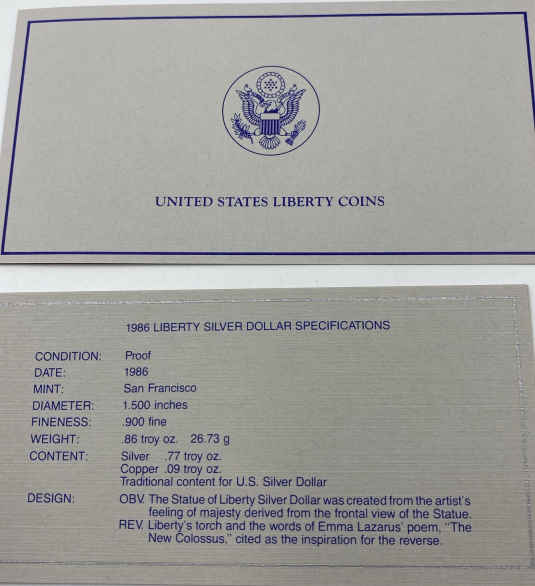 UNITED STATES LIBERTY COINS
1986 LIBERTY SILVER DOLLAR SPECIFICATIONS
CONDITION: Proof
DATE: 1986
MINT: San Francisco
DIAMETER: 1.500 inches
FINENESS: .900 fine
WEIGHT: .86 troy oz. 26.73 g
CONTENT: Silver .77 troy oz.
Copper .09 troy oz.
Traditional content for U.S. Silver Dollar
DESIGN: OBV. The Statue of Liberty Silver Dollar was created from the artist's
feeling of majesty derived from the frontal view of the Statue.
REV. Liberty's torch and the words of Emma Lazarus' poem, "The
New Colossus," cited as the inspiration for the reverse.